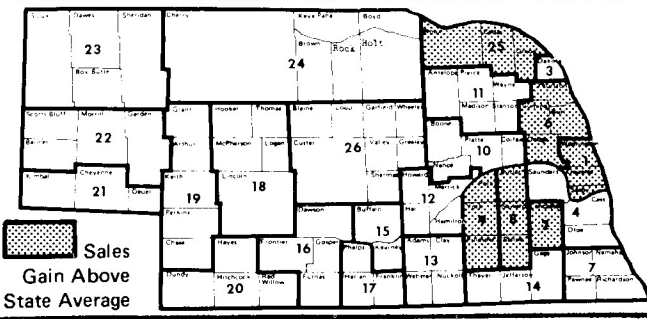 Sioux
Dawes
Sheridan
Cherry
Keya Paha
Boyd
23
Box Butte
24
Brown
Rock
Holt
Cedar
25
Dakota
3
Antelope
Pierce
Wayne
11
Madison
Stanton
6
Scotts Bluff
Morrill
Garden
Banner
22
Kimball
Cheyenne
21
Deuel
Grant
Arthur
Keith
19
Perkins
Chase
Hooker
Thomas
McPherson
Logan
Lincoln
18
Blaine
Loup
Garfield
Wheeler
Custer
26
Valley
Greeley
Sherman
Howard
Boone
Platte
Colfax
10
Nance
Merrick
12
Hall
Hamilton
Saunders
1
Cass
4
Otoe
Dawson
Buffalo
15
Hayes
Frontier
16
Gosper
Phelps
Kearney
Adams
Clay
13
Dundy
Hitchcock
20
Red Willow
Furnas
Harlan
Franklin
17
Webster
Nuckolls
Thayer
Jefferson
14
Gage
Johnson
Nemaha
7
Pawnee
Richardson
Sales
Gain Above
State Average